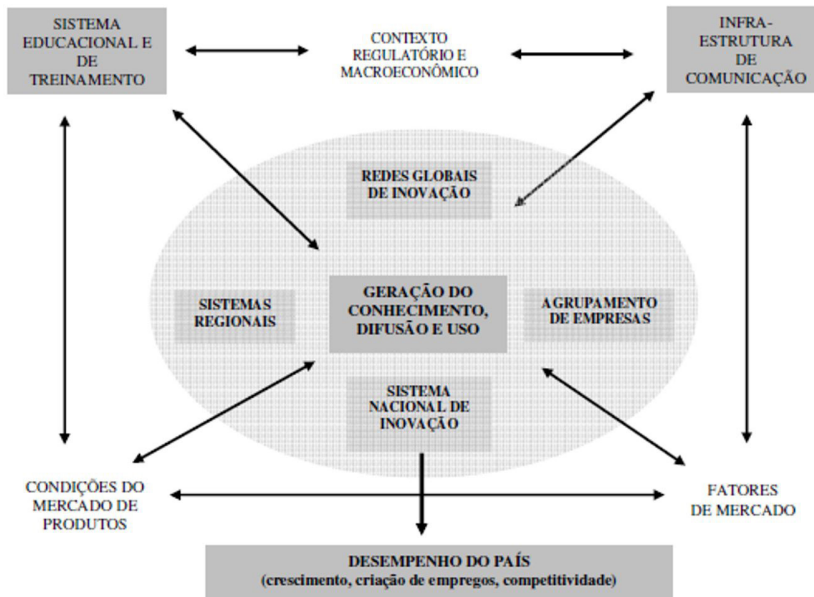 SISTEMA
EDUCACIONAL E
DE
TREINAMENTO
CONTEXTO
REGULATÓRIO E
MACROECONÔMICO
INFRA-
ESTRUTURA
DE
COMUNICAÇÃO
REDES GLOBAIS
DE INOVAÇÃO
SISTEMAS
REGIONAIS
GERAÇÃO DO
CONHECIMENTO,
DIFUSÃO E USO
AGRUPAMENTO
DE EMPRESAS
SISTEMA
NACIONAL DE
INOVAÇÃO
CONDIÇÕES DO
MERCADO DE
PRODUTOS
FATORES
DE MERCADO
DESEMPENHO DO PAÍS
(crescimento, criação de empregos, competitividade)